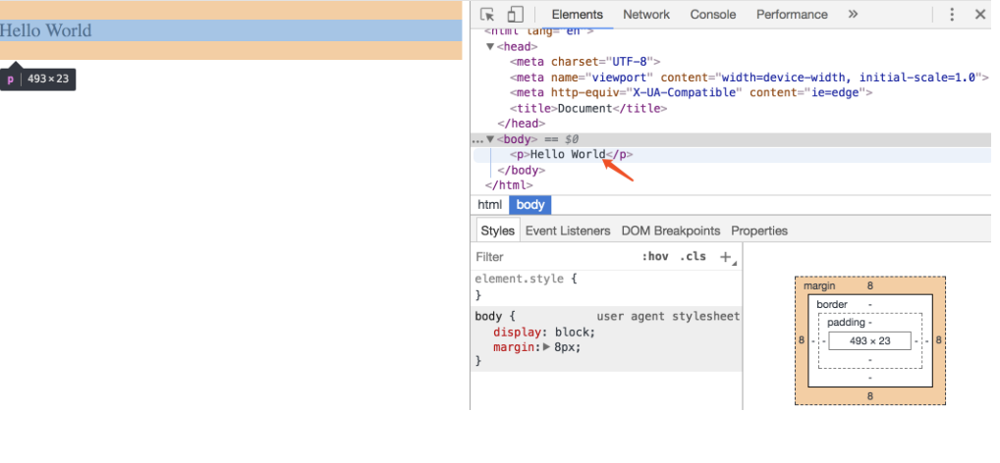 Hello World
p 493×23
Elements Network Console Performance »
<html lang="en">
▼<head>
<meta charset="UTF-8">
<meta name="viewport" content="width=device-width, initial-scale=1.0">
<meta http-equiv="X-UA-Compatible" content="ie=edge">
<title>Document</title>
</head>
…▼<body> == $0
<p>Hello World</p>
</body>
</html>
html body
Styles Event Listeners DOM Breakpoints Properties
Filter :hov .cls +
element.style {
}
body { user agent stylesheet
display: block;
margin:▶8px;
}
margin 8
border -
padding -
8 - - 493 × 23 - - 8
-
-
8